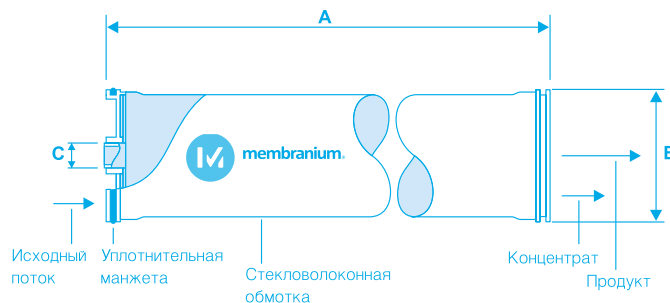 A
C
membranium®
B
Исходный
поток
Уплотнительная
манжета
Стекловолоконная
обмотка
Концентрат
Продукт